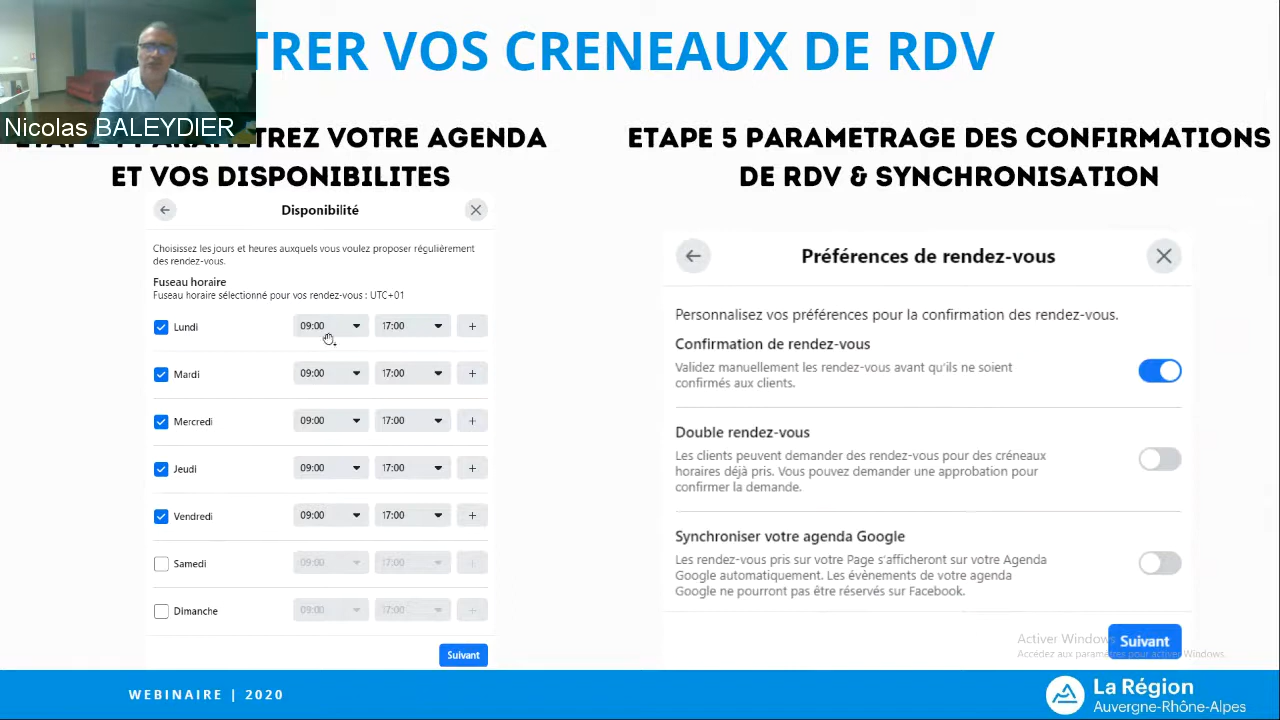 TRER VOS CRENEAUX DE RDV
Nicolas BALEYDIER
TREZ VOTRE AGENDA
ET VOS DISPONIBILITES
ETAPE 5 PARAMETRAGE DES CONFIRMATIONS
DE RDV & SYNCHRONISATION
Disponibilité
Choisissez les jours et heures auxquels vous voulez proposer régulièrement
des rendez-vous.
Fuseau horaire
Fuseau horaire sélectionné pour vos rendez-vous : UTC+01
Lundi 09:00 17:00 +
Mardi 09:00 17:00 +
Mercredi 09:00 17:00 +
Jeudi 09:00 17:00 +
Vendredi 09:00 17:00 +
Samedi 09:00 17:00 +
Dimanche 09:00 17:00 +
Suivant
Préférences de rendez-vous
Personnalisez vos préférences pour la confirmation des rendez-vous.
Confirmation de rendez-vous
Validez manuellement les rendez-vous avant qu'ils ne soient
confirmés aux clients.
Double rendez-vous
Les clients peuvent demander des rendez-vous pour des créneaux
horaires déjà pris. Vous pouvez demander une approbation pour
confirmer la demande.
Synchroniser votre agenda Google
Les rendez-vous pris sur votre Page s'afficheront sur votre Agenda
Google automatiquement. Les évènements de votre agenda
Google ne pourront pas être réservés sur Facebook.
Suivant
Activer Windows
Accédez aux paramètres pour activer Windows.
WEBINAIRE | 2020
La Région
Auvergne-Rhône-Alpes